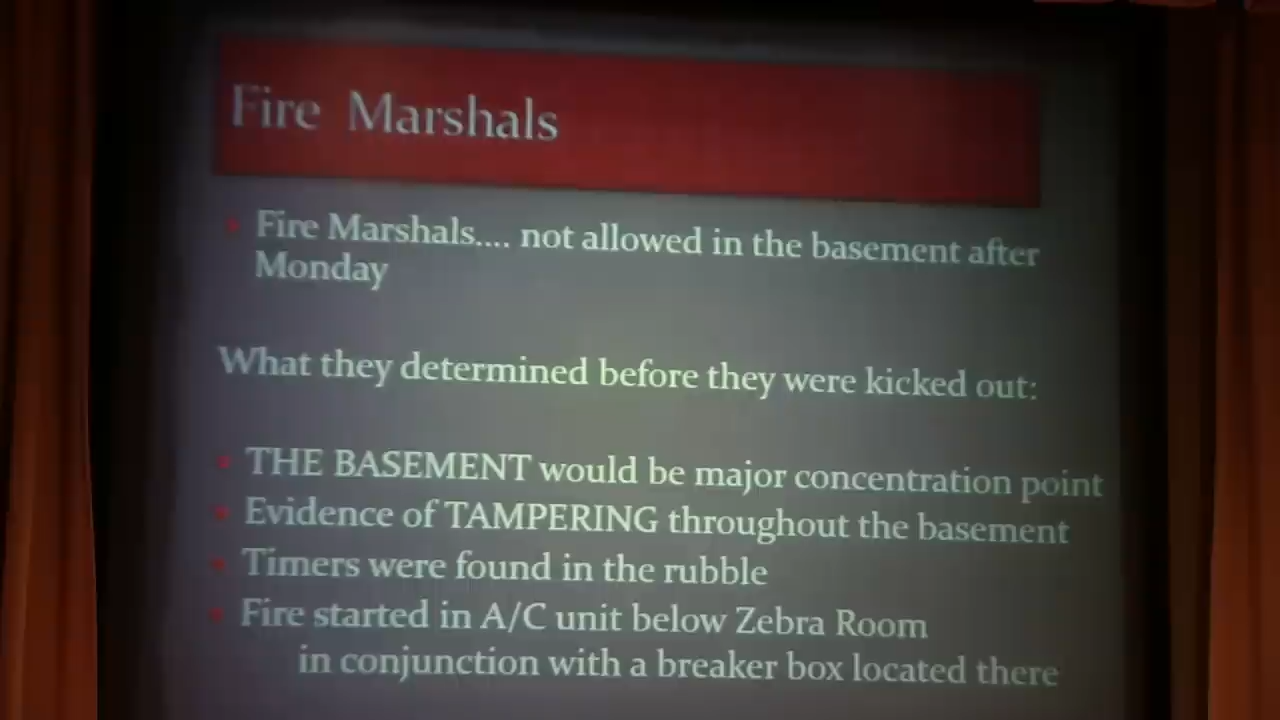 Fire Marshals
Fire Marshals.... not allowed in the basement after
Monday
What they determined before they were kicked out:
THE BASEMENT would be major concentration point
Evidence of TAMPERING throughout the basement
Timers were found in the rubble
Fire started in A/C unit below Zebra Room
in conjunction with a breaker box located there